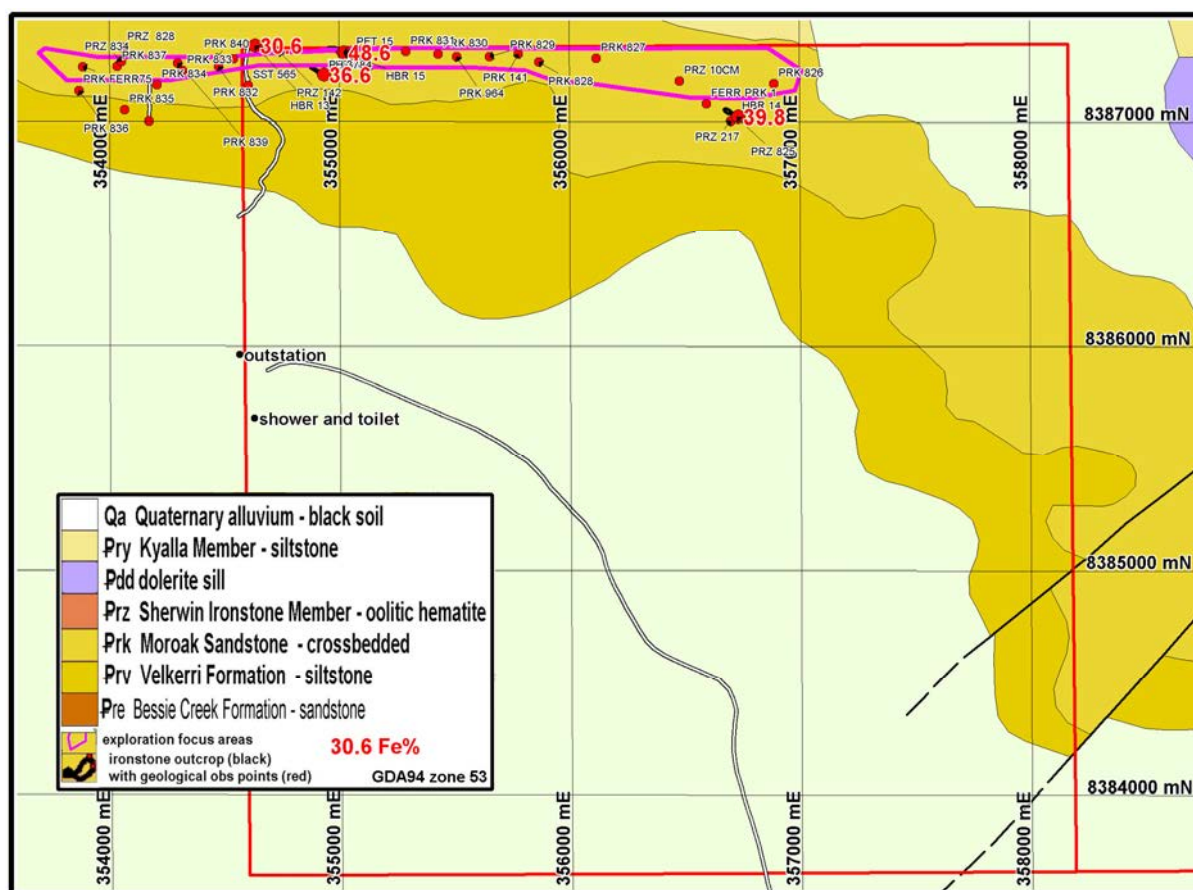 PRZ 828
PRZ 834
PRK 837
PRK 840
30.6
PRK 833
48.6
PFT 15
PRK 831
PRK 830
PRK 829
PRK 827
PRK FERR75
PRK 834
SST 565
36.6
HBR 15
PRK 141
PRK 828
PRZ 10CM
PRK 826
PRK 835
PRK 832
PRZ 142
HBR 13
PRK 964
FERR PRK 1
HBR 14
39.8
PRK 836
PRK 839
PRZ 217
PRZ 825
8387000 mN
354000 mE
355000 mE
356000 mE
357000 mE
358000 mE
8386000 mN
outstation
shower and toilet
Qa Quaternary alluvium - black soil
Pry Kyalla Member - siltstone
Pdd dolerite sill
Prz Sherwin Ironstone Member - oolitic hematite
Prk Moroak Sandstone - crossbedded
Prv Velkerri Formation - siltstone
Pre Bessie Creek Formation - sandstone
exploration focus areas
30.6 Fe%
ironstone outcrop (black)
with geological obs points (red)
GDA94 zone 53
8385000 mN
8384000 mN
354000 mE
355000 mE
356000 mE
357000 mE
358000 mE